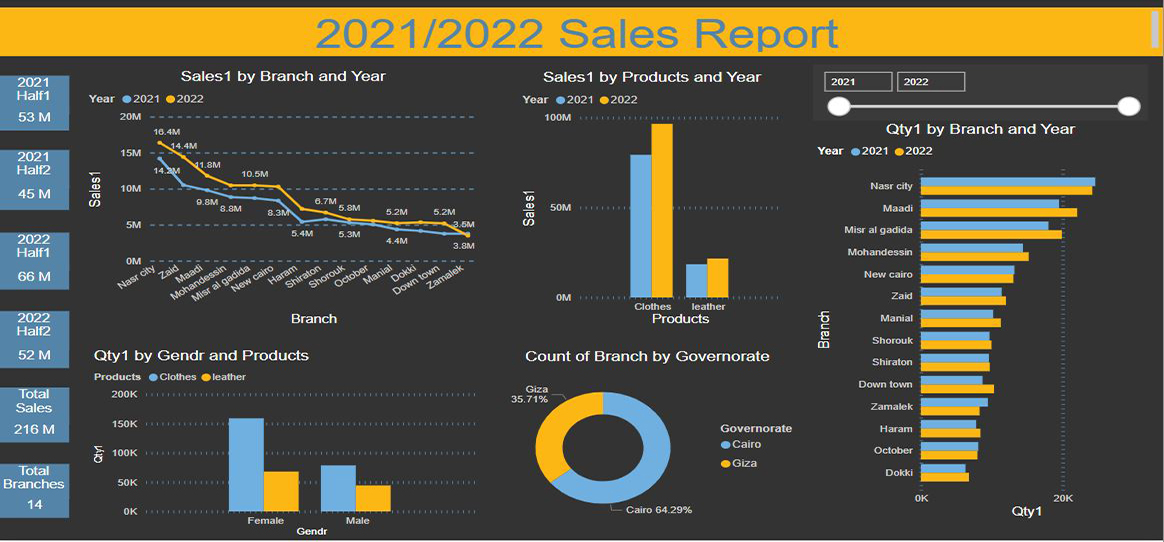 2021/2022 Sales Report
2021
Half1
53 M
2021
Half2
45 M
2022
Half1
66 M
2022
Half2
52 M
Total
Sales
216 M
Total
Branches
14
Sales1 by Branch and Year
Year 2021 2022
20M
15M
10M
5M
0M
Sales1
16.4M
14.4M
14.2M
11.8M
9.8M
8.8M
10.5M
8.3M
5.4M
6.7M
5.8M
5.3M
5.2M
4.4M
5.2M
3.5M
3.8M
Nasr city
Zaid
Maadi
Mohandessin
Misr al gadida
New cairo
Haram
Shiraton
Shorouk
October
Manial
Dokki
Down town
Zamalek
Branch
Sales1 by Products and Year
Year 2021 2022
100M
50M
0M
Sales1
Clothes leather
Products
2021 2022
Qty1 by Branch and Year
Year 2021 2022
Nasr city
Maadi
Misr al gadida
Mohandessin
New cairo
Zaid
Manial
Shorouk
Shiraton
Down town
Zamalek
Haram
October
Dokki
Branch
0K 20K
Qty1
Qty1 by Gendr and Products
Products Clothes leather
200K
150K
100K
50K
0K
Qty1
Female Male
Gendr
Count of Branch by Governorate
Giza
35.71%
Cairo 64.29%
Governorate
Cairo
Giza